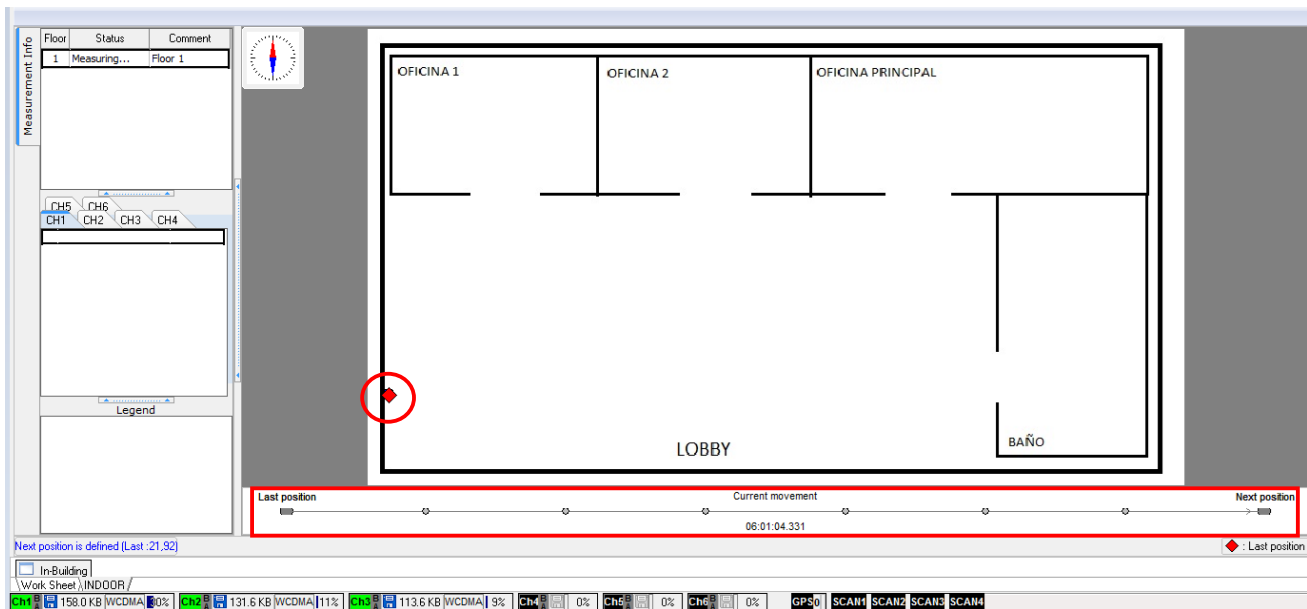 Measurement Info
Floor Status Comment
1 Measuring... Floor 1
CH5 CH6
CH1 CH2 CH3 CH4
Legend
OFICINA 1
OFICINA 2
OFICINA PRINCIPAL
LOBBY
BAÑO
Last position Current movement Next position
06:01:04.331
Next position is defined (Last :21,92)
: Last position
In-Building
Work Sheet INDOOR
Ch1 158.0 KB WCDMA 30% Ch2 131.6 KB WCDMA 11% Ch3 113.6 KB WCDMA 9% Ch4 0% Ch5 0% Ch6 0% GPS0 SCAN1 SCAN2 SCAN3 SCAN4